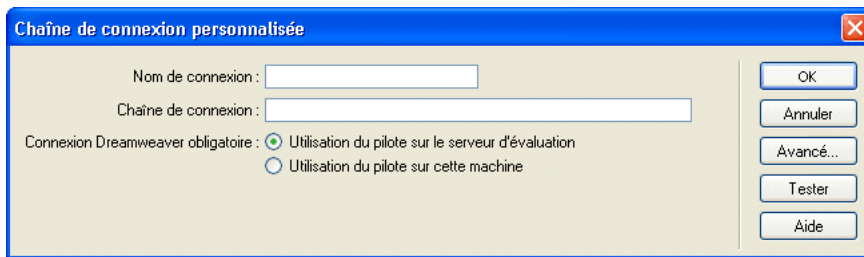 Chaîne de connexion personnalisée
Nom de connexion :
OK
Chaîne de connexion :
Annuler
Connexion Dreamweaver obligatoire : Utilisation du pilote sur le serveur d'évaluation
Avancé...
Utilisation du pilote sur cette machine
Tester
Aide